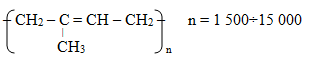 CH2 – C = CH – CH2 n = 1 500÷15 000
CH3 n